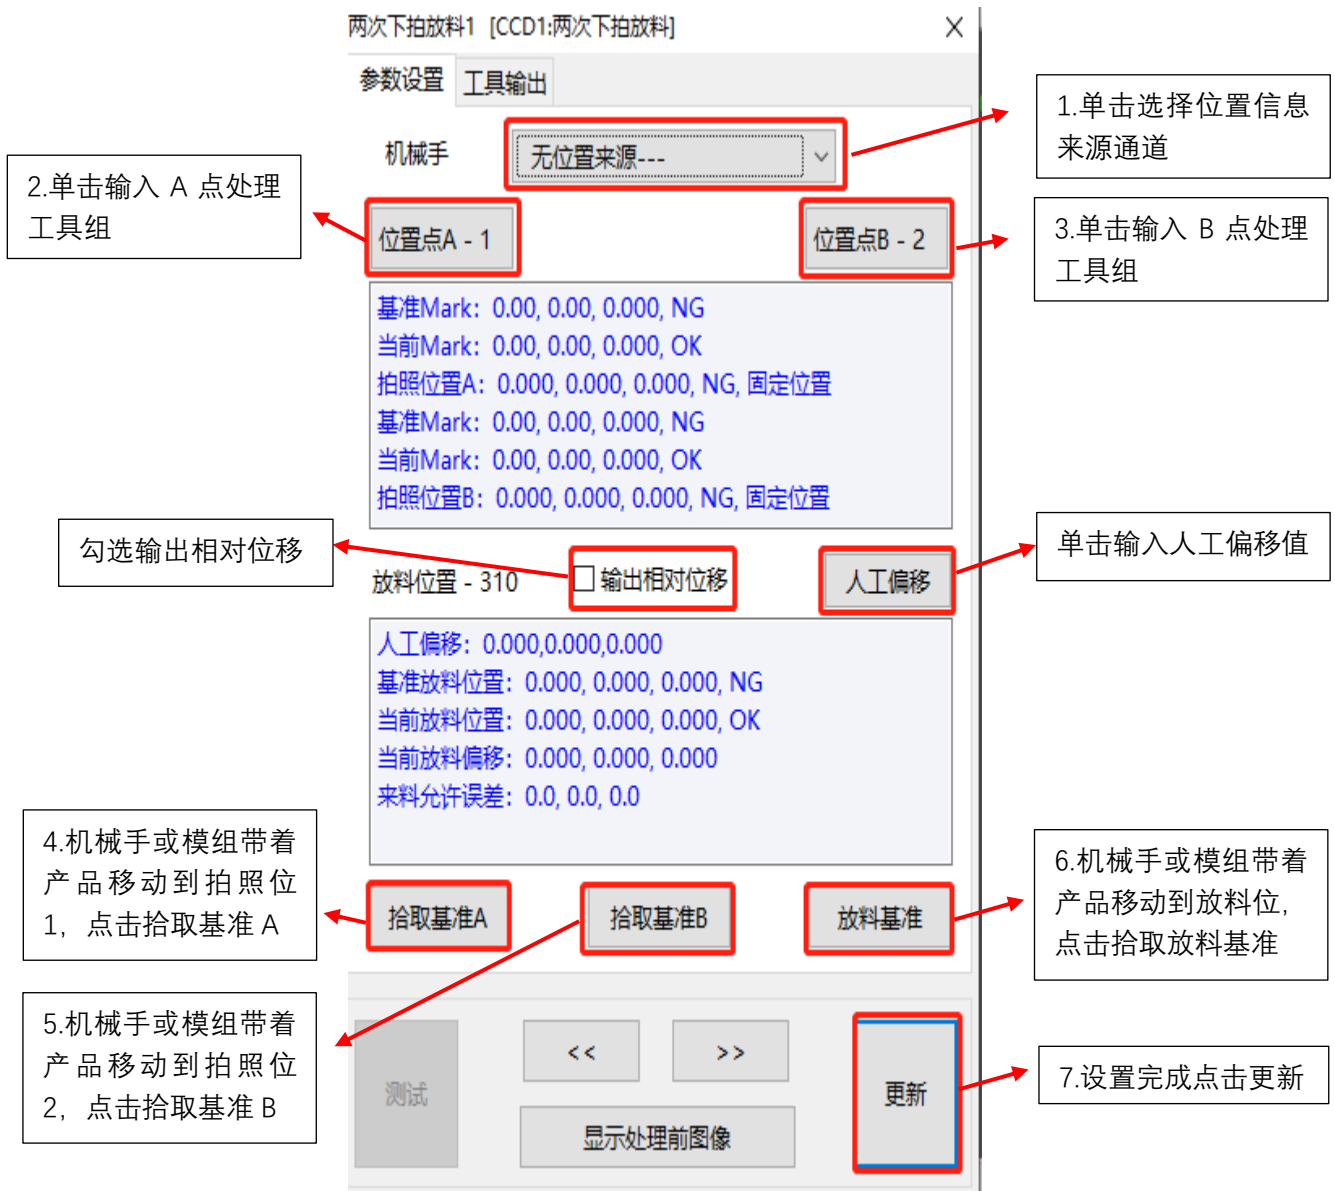 两次下拍放料1 [CCD1:两次下拍放料]
参数设置 工具输出
机械手 无位置来源---
1.单击选择位置信息
来源通道
2.单击输入 A 点处理
工具组
位置点A - 1 位置点B - 2
3.单击输入 B 点处理
工具组
基准Mark: 0.00, 0.00, 0.000, NG
当前Mark: 0.00, 0.00, 0.000, OK
拍照位置A: 0.000, 0.000, 0.000, NG, 固定位置
基准Mark: 0.00, 0.00, 0.000, NG
当前Mark: 0.00, 0.00, 0.000, OK
拍照位置B: 0.000, 0.000, 0.000, NG, 固定位置
勾选输出相对位移
放料位置 - 310 输出相对位移 人工偏移
单击输入人工偏移值
人工偏移: 0.000,0.000,0.000
基准放料位置: 0.000, 0.000, 0.000, NG
当前放料位置: 0.000, 0.000, 0.000, OK
当前放料偏移: 0.000, 0.000, 0.000
来料允许误差: 0.0, 0.0, 0.0
4.机械手或模组带着
产品移动到拍照位
1，点击拾取基准 A
拾取基准A 拾取基准B 放料基准
6.机械手或模组带着
产品移动到放料位，
点击拾取放料基准
5.机械手或模组带着
产品移动到拍照位
2，点击拾取基准 B
测试 << >> 更新
显示处理前图像
7.设置完成点击更新